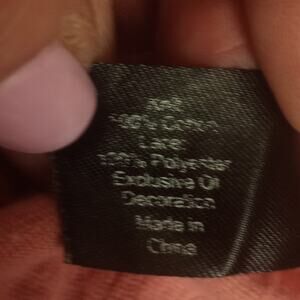 100% Cotton
Lace:
100% Polyester
Exclusive Of
Decoration
Made in
China